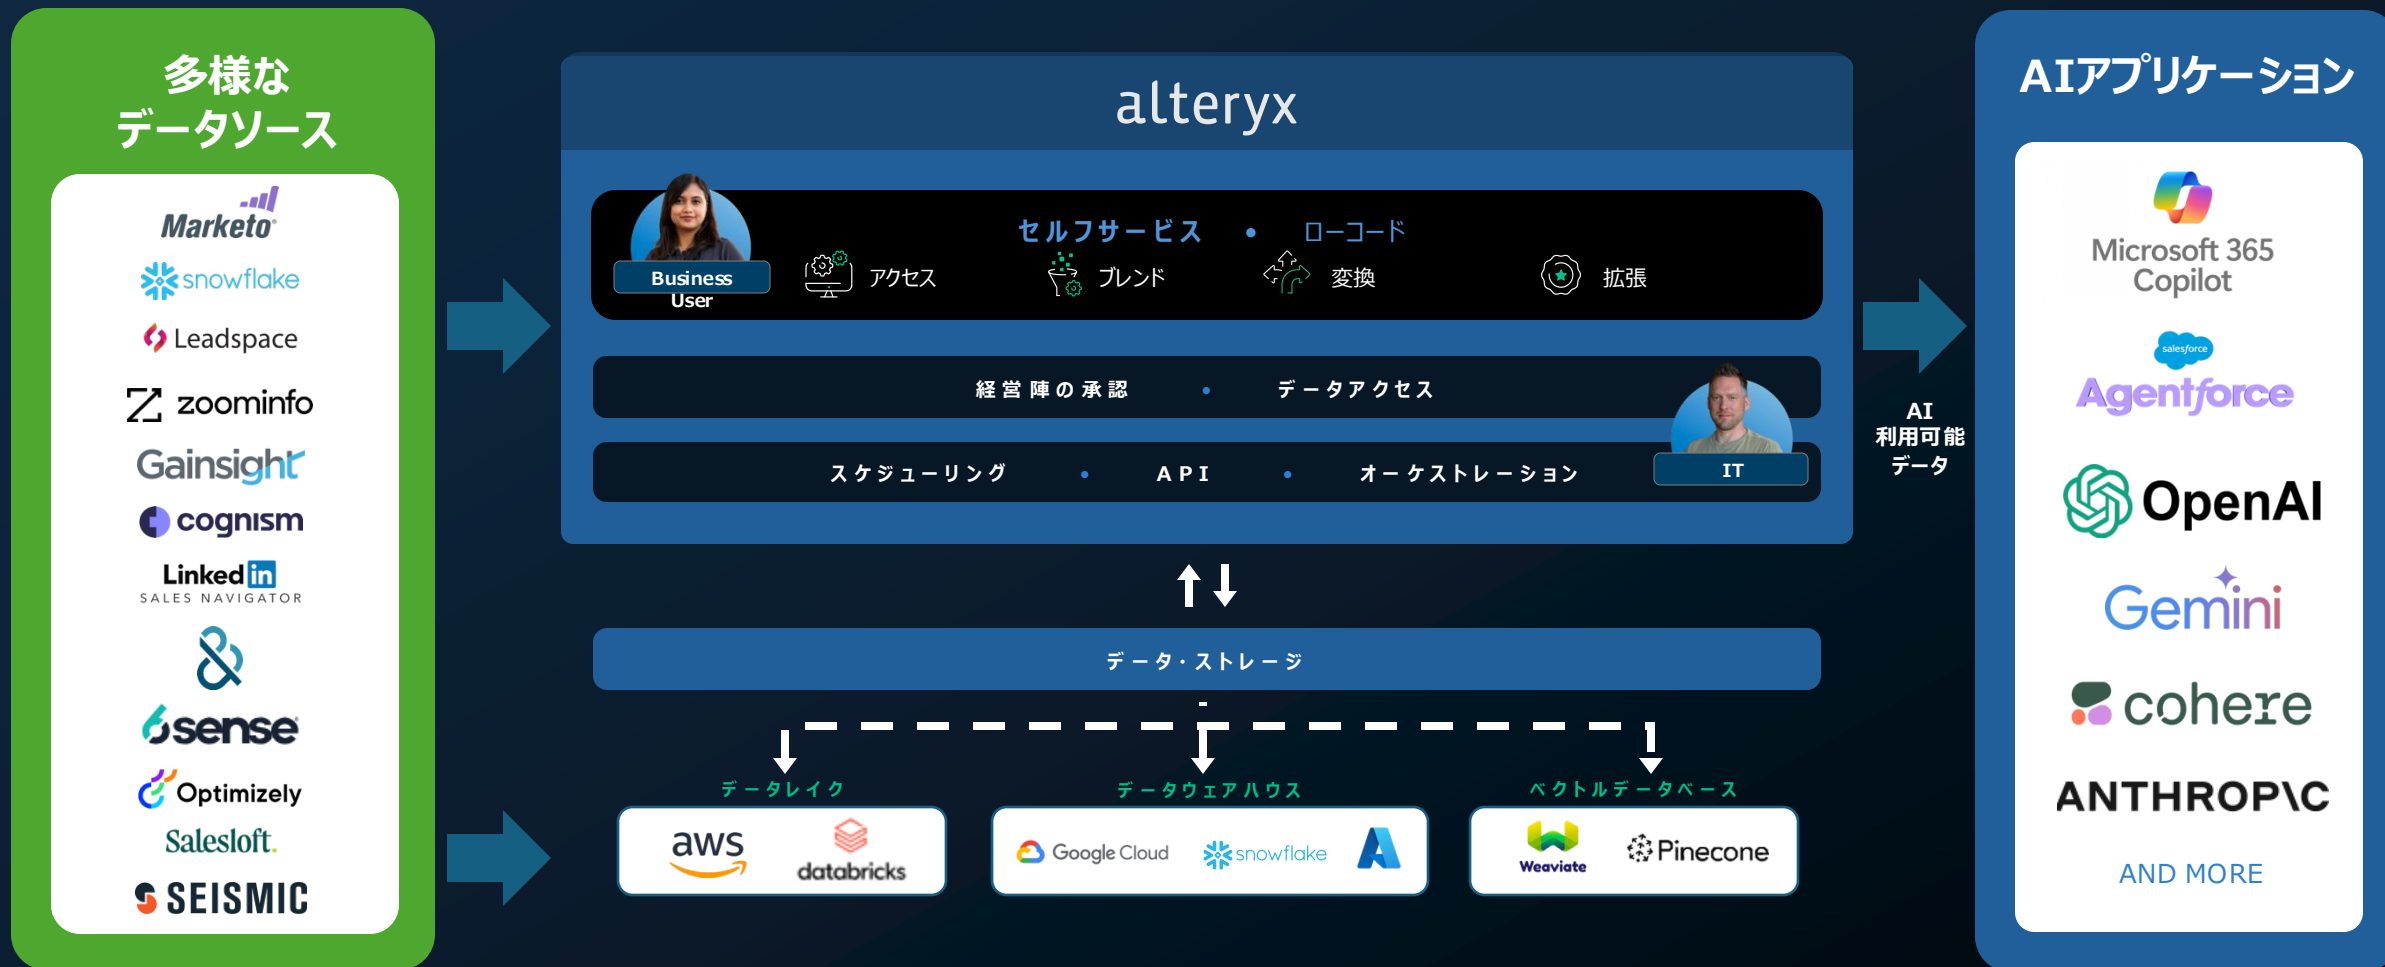 多様な
データソース
Marketo
snowflake
Leadspace
zoominfo
Gainsight
cognism
Linked in
SALES NAVIGATOR
6sense
Optimizely
Salesloft.
SEISMIC
alteryx
セルフサービス • ローコード
Business
User
アクセス
ブレンド
変換
拡張
経営陣の承認 • データアクセス
スケジューリング • API • オーケストレーション
IT
データ・ストレージ
データレイク
aws
databricks
データウェアハウス
Google Cloud
snowflake
ベクトルデータベース
Weaviate
Pinecone
AI
利用可能
データ
AIアプリケーション
Microsoft 365
Copilot
salesforce
Agentforce
OpenAI
Gemini
cohere
ANTHROP\C
AND MORE